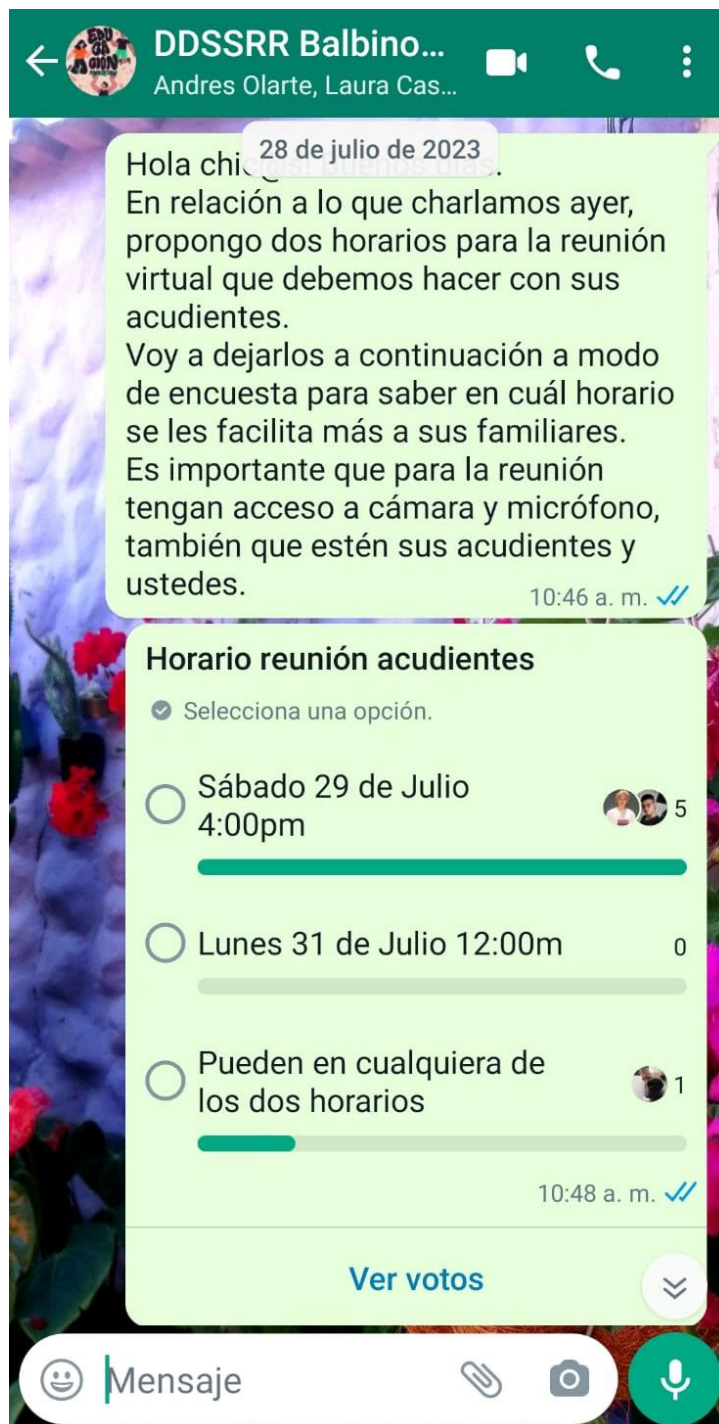 DDSSRR Balbino...
Andres Olarte, Laura Cas...
28 de julio de 2023
Hola
En relación a lo que charlamos ayer,
propongo dos horarios para la reunión
virtual que debemos hacer con sus
acudientes.
Voy a dejarlos a continuación a modo
de encuesta para saber en cuál horario
se les facilita más a sus familiares.
Es importante que para la reunión
tengan acceso a cámara y micrófono,
también que estén sus acudientes y
ustedes.
10:46 a. m.
Horario reunión acudientes
Selecciona una opción.
Sábado 29 de Julio
4:00pm
5
Lunes 31 de Julio 12:00m
0
Pueden en cualquiera de
los dos horarios
1
10:48 a. m.
Ver votos
Mensaje